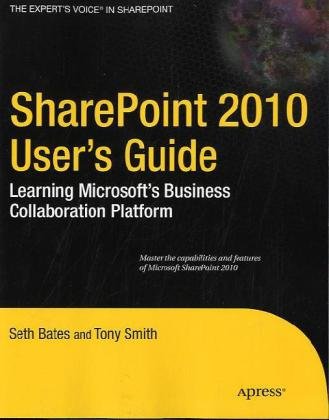 THE EXPERT'S VOICE® IN SHAREPOINT
SharePoint 2010
User's Guide
Learning Microsoft's Business
Collaboration Platform
Master the capabilities and features
of Microsoft SharePoint 2010
Seth Bates and Tony Smith
Apress®